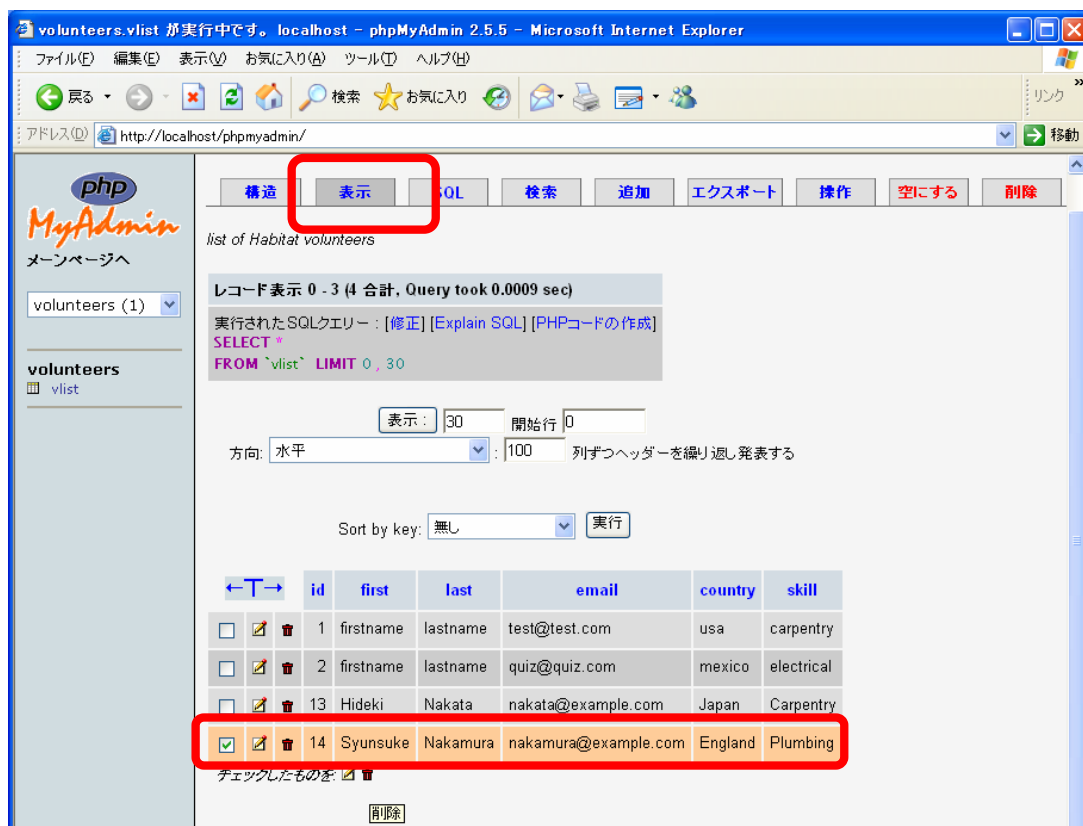 volunteers.vlist が実行中です。 localhost - phpMyAdmin 2.5.5 - Microsoft Internet Explorer
ファイル(F) 編集(E) 表示(V) お気に入り(A) ツール(T) ヘルプ(H)
戻る 検索 お気に入り リンク »
アドレス(D) http://localhost/phpmyadmin/ 移動
php
MyAdmin
メーンページへ
volunteers (1)
volunteers
vlist
構造 表示 SQL 検索 追加 エクスポート 操作 空にする 削除
list of Habitat volunteers
レコード表示 0 - 3 (4 合計, Query took 0.0009 sec)
実行されたSQLクエリー : [修正] [Explain SQL] [PHPコードの作成]
SELECT *
FROM `vlist` LIMIT 0 , 30
表示 : 30 開始行 0
方向: 水平 : 100 列ずつヘッダーを繰り返し発表する
Sort by key: 無し 実行
←T→ id first last email country skill
1 firstname lastname test@test.com usa carpentry
2 firstname lastname quiz@quiz.com mexico electrical
13 Hideki Nakata nakata@example.com Japan Carpentry
14 Syunsuke Nakamura nakamura@example.com England Plumbing
チェックしたものを:
削除